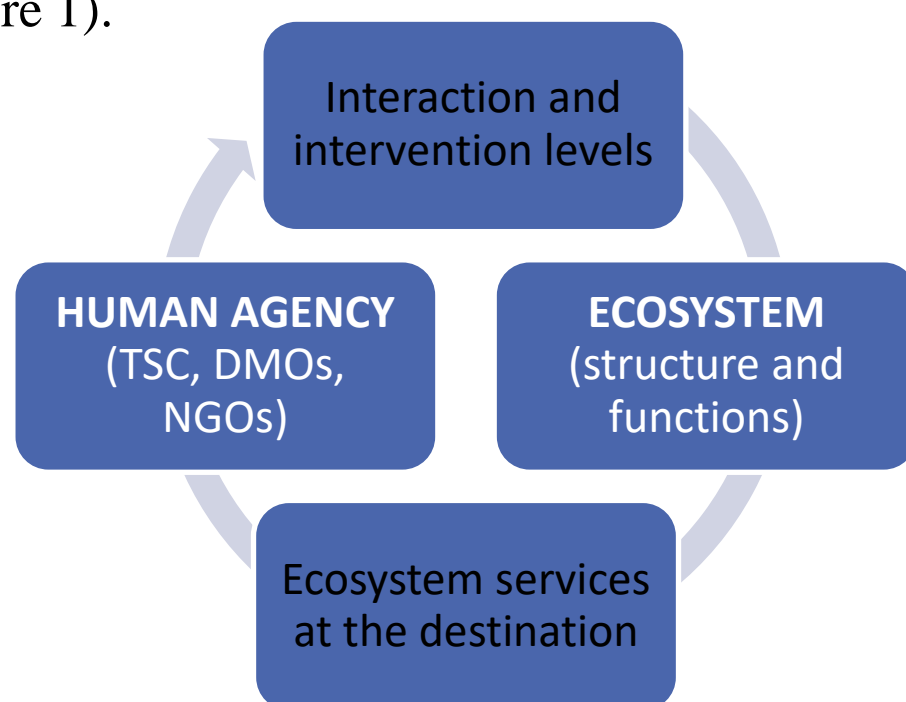 re 1).
Interaction and
intervention levels
HUMAN AGENCY
(TSC, DMOs,
NGOs)
ECOSYSTEM
(structure and
functions)
Ecosystem services
at the destination